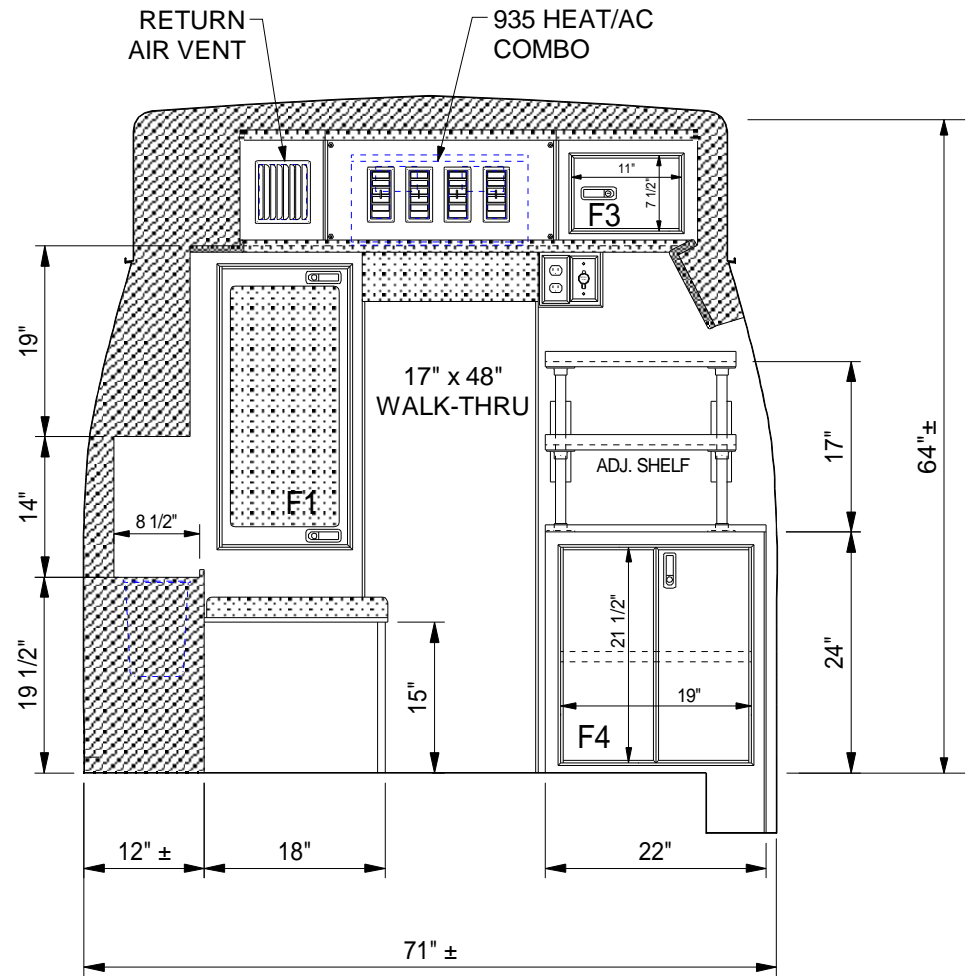 RETURN
AIR VENT
935 HEAT/AC
COMBO
11"
7 1/2"
F3
19"
17" x 48"
WALK-THRU
ADJ. SHELF
17"
64"±
F1
14"
8 1/2"
19 1/2"
15"
21 1/2"
19"
F4
24"
12" ±
18"
22"
71" ±